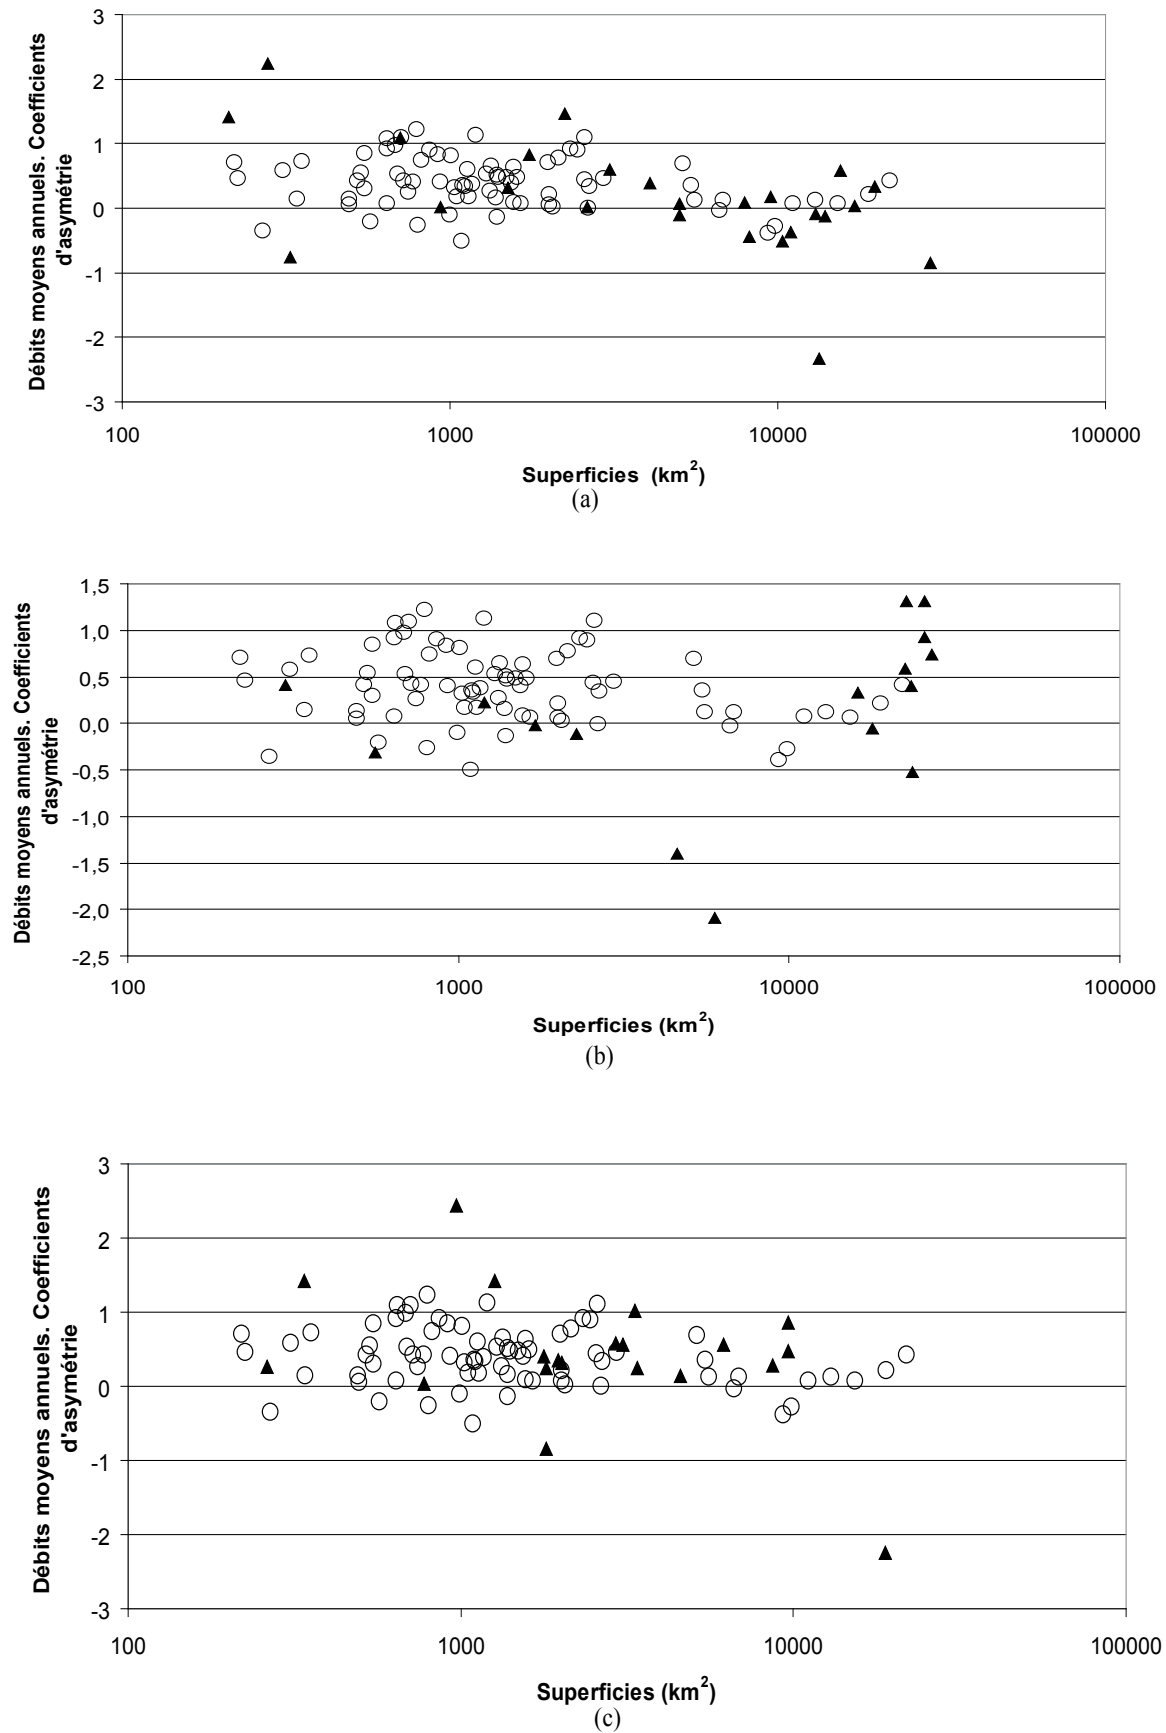 Débits moyens annuels. Coefficients
d'asymétrie
3
2
1
0
-1
-2
-3
100
1000
10000
100000
Superficies (km²)
(a)
Débits moyens annuels. Coefficients
d'asymétrie
1,5
1,0
0,5
0,0
-0,5
-1,0
-1,5
-2,0
-2,5
100
1000
10000
100000
Superficies (km²)
(b)
Débits moyens annuels. Coefficients
d'asymétrie
3
2
1
0
-1
-2
-3
100
1000
10000
100000
Superficies (km²)
(c)